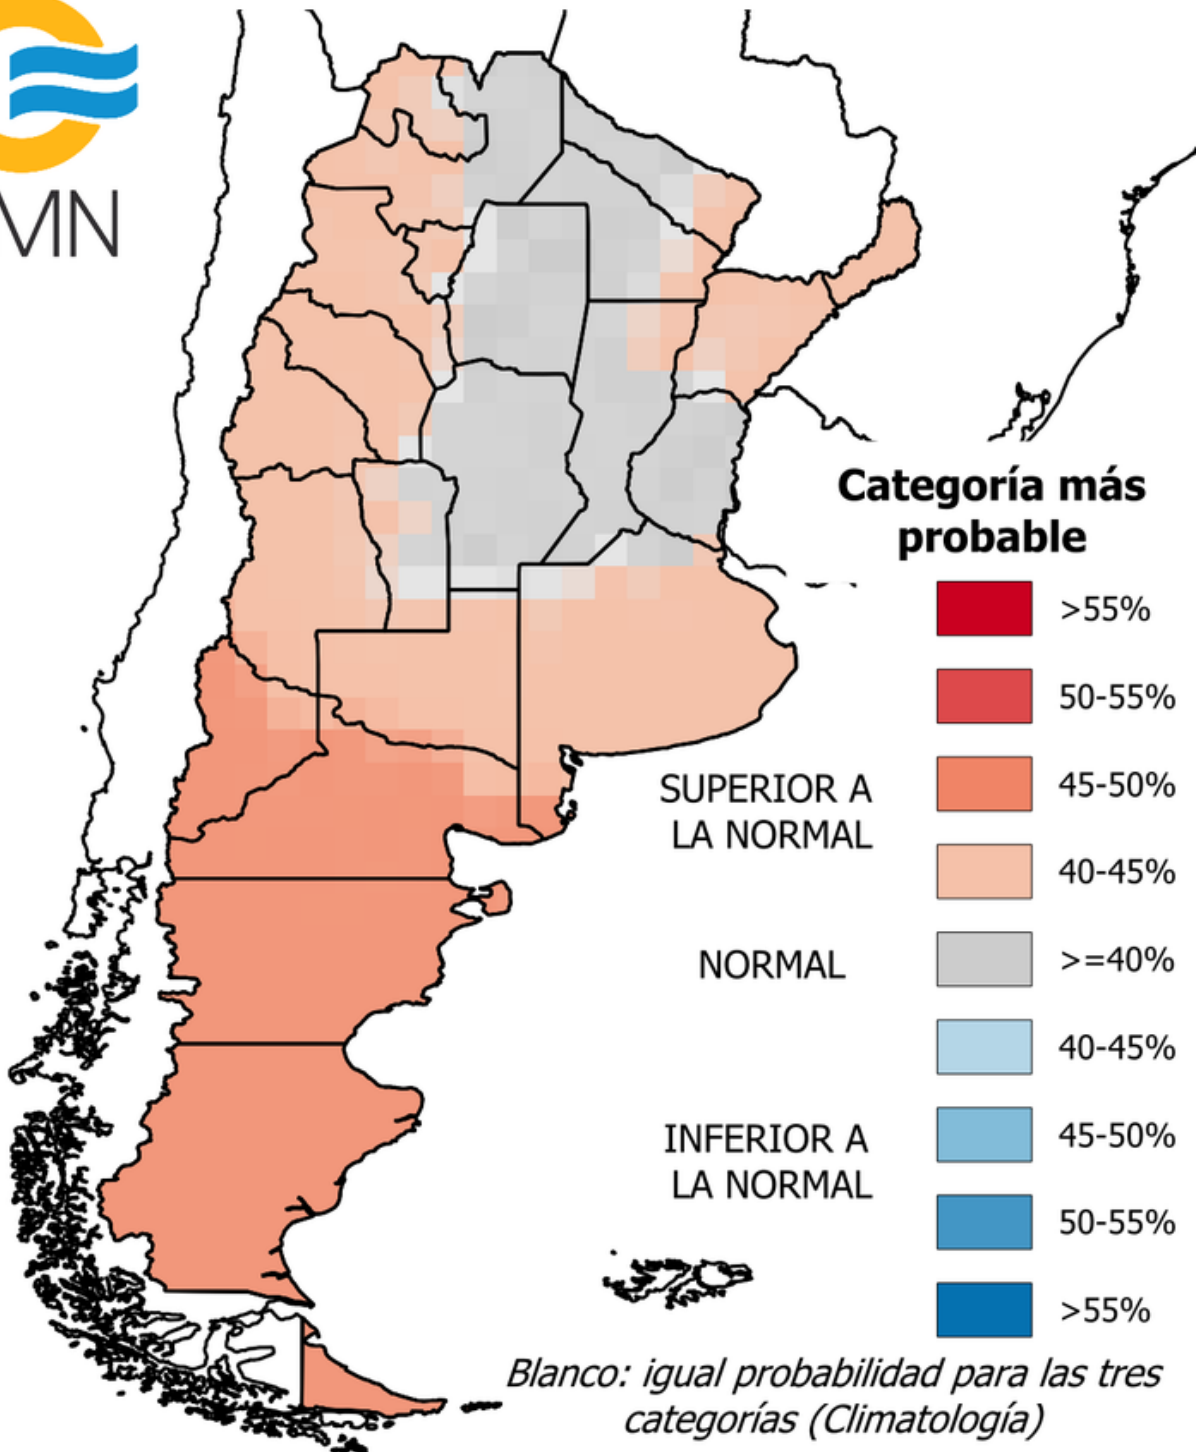 MN
Categoría más
probable
>55%
50-55%
SUPERIOR A
LA NORMAL
45-50%
40-45%
NORMAL
>=40%
40-45%
INFERIOR A
LA NORMAL
45-50%
50-55%
>55%
Blanco: igual probabilidad para las tres
categorías (Climatología)